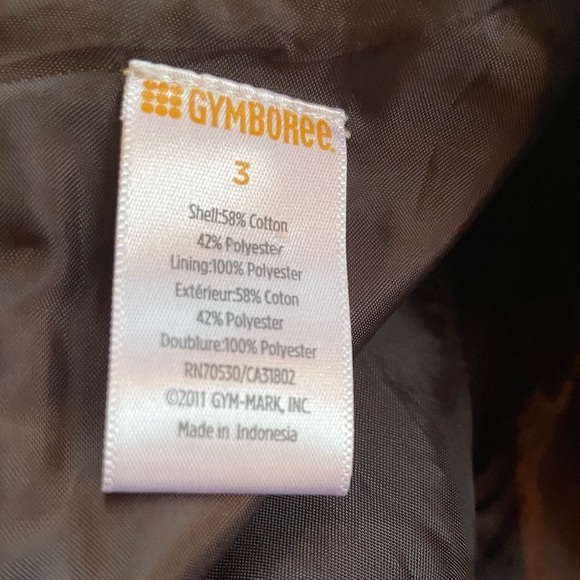 GYMBORee
3
Shell:58% Cotton
42% Polyester
Lining:100% Polyester
Extérieur:58% Coton
42% Polyester
Doublure:100% Polyester
RN70530/CA31802
©2011 GYM-MARK, INC.
Made in Indonesia